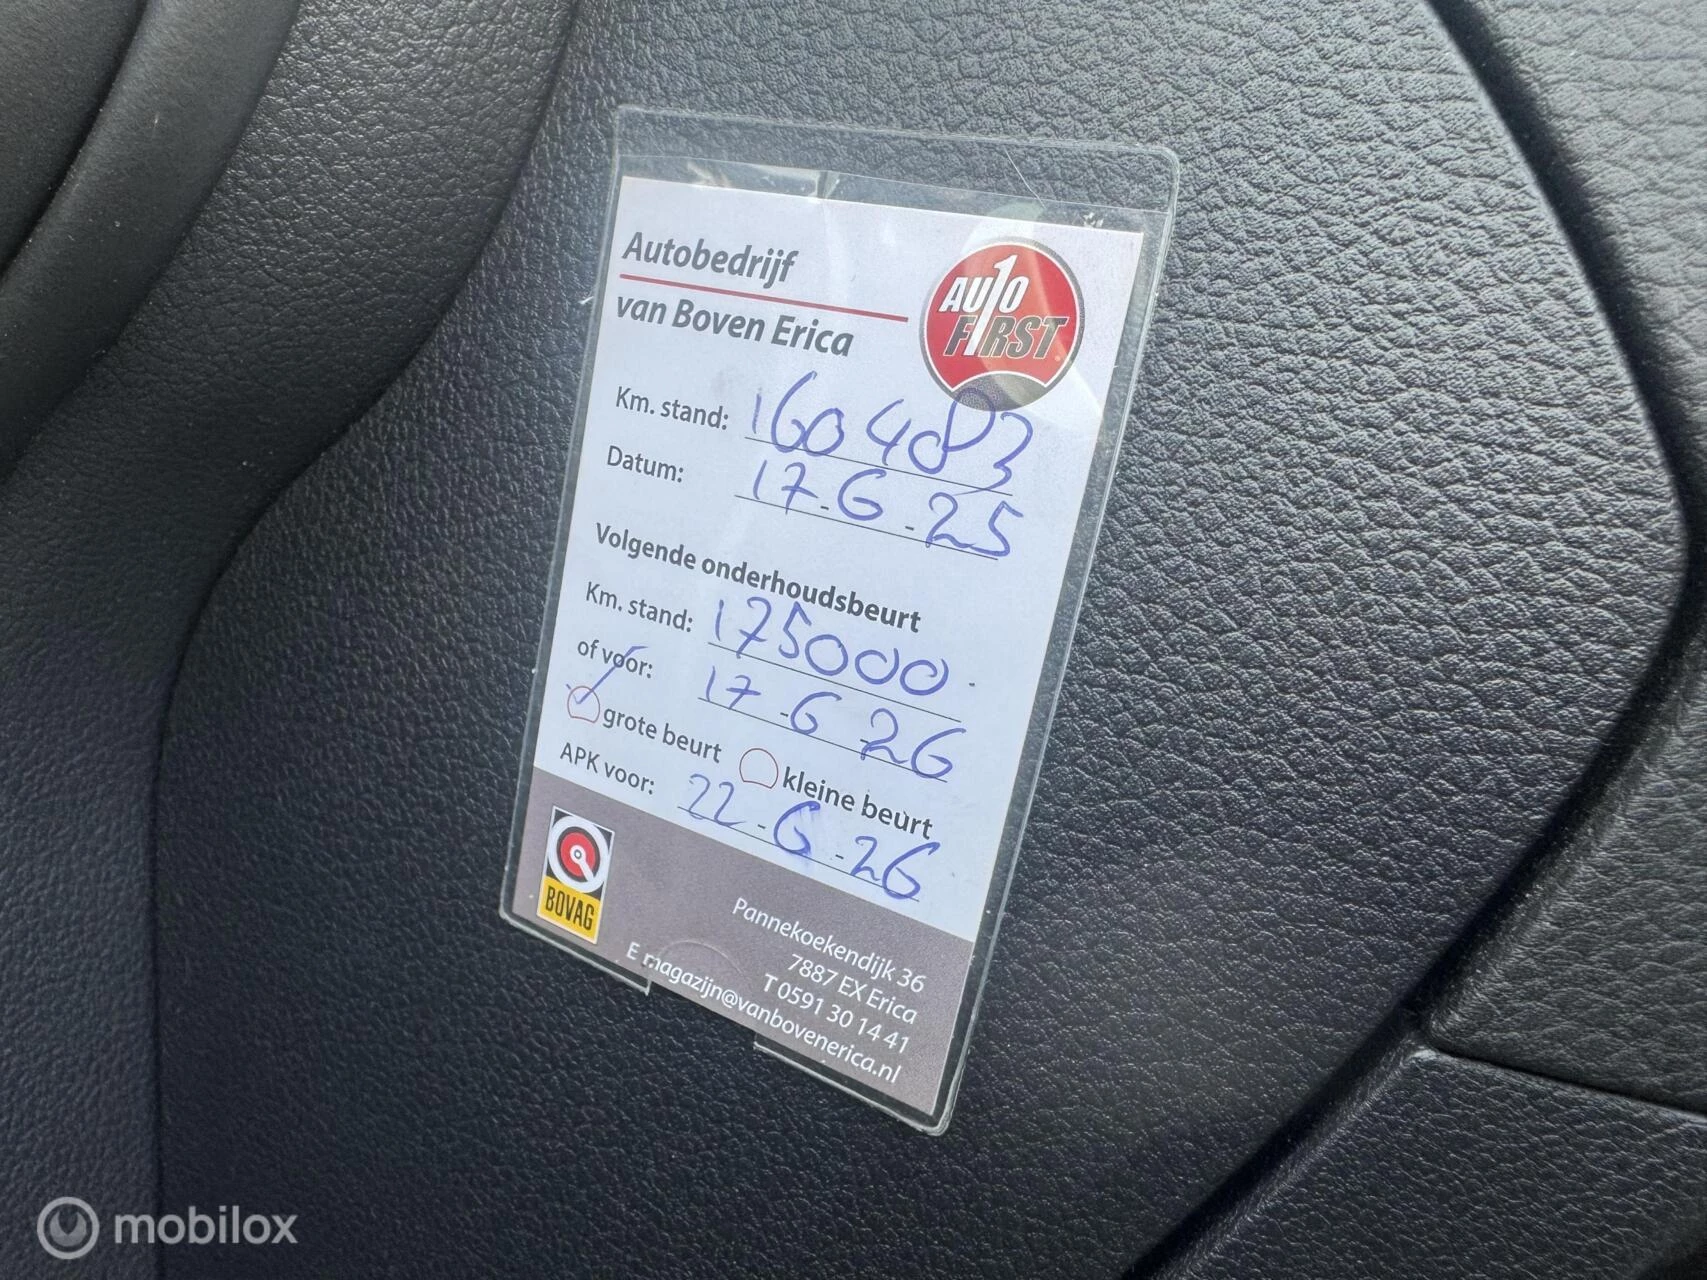 Autobedrijf
van Boven Erica
AUTO
FIRST
Km. stand: 160483
Datum: 17-6-25
Volgende onderhoudsbeurt
Km. stand: 175000
of voor: 17-6-26
grote beurt kleine beurt
APK voor: 22-6-26
BOVAG
Pannekoekendijk 36
7887 EX Erica
T 0591 30 14 41
E magazijn@vanbovenerica.nl
mobilox